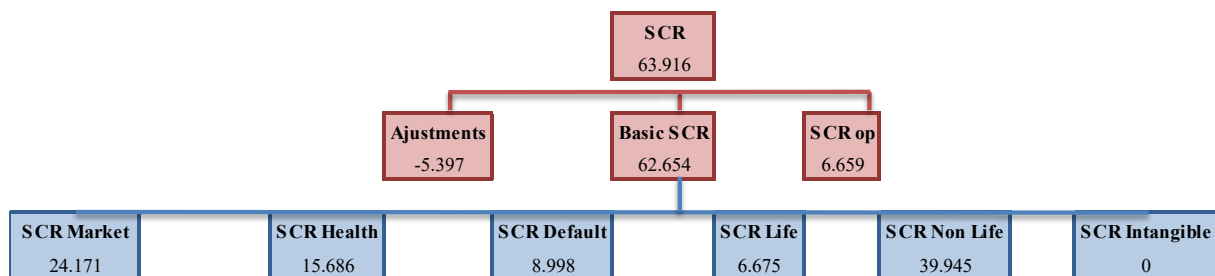 SCR
63.916
Ajustments Basic SCR SCR op
-5.397 62.654 6.659
SCR Market SCR Health SCR Default SCR Life SCR Non Life SCR Intangible
24.171 15.686 8.998 6.675 39.945 0